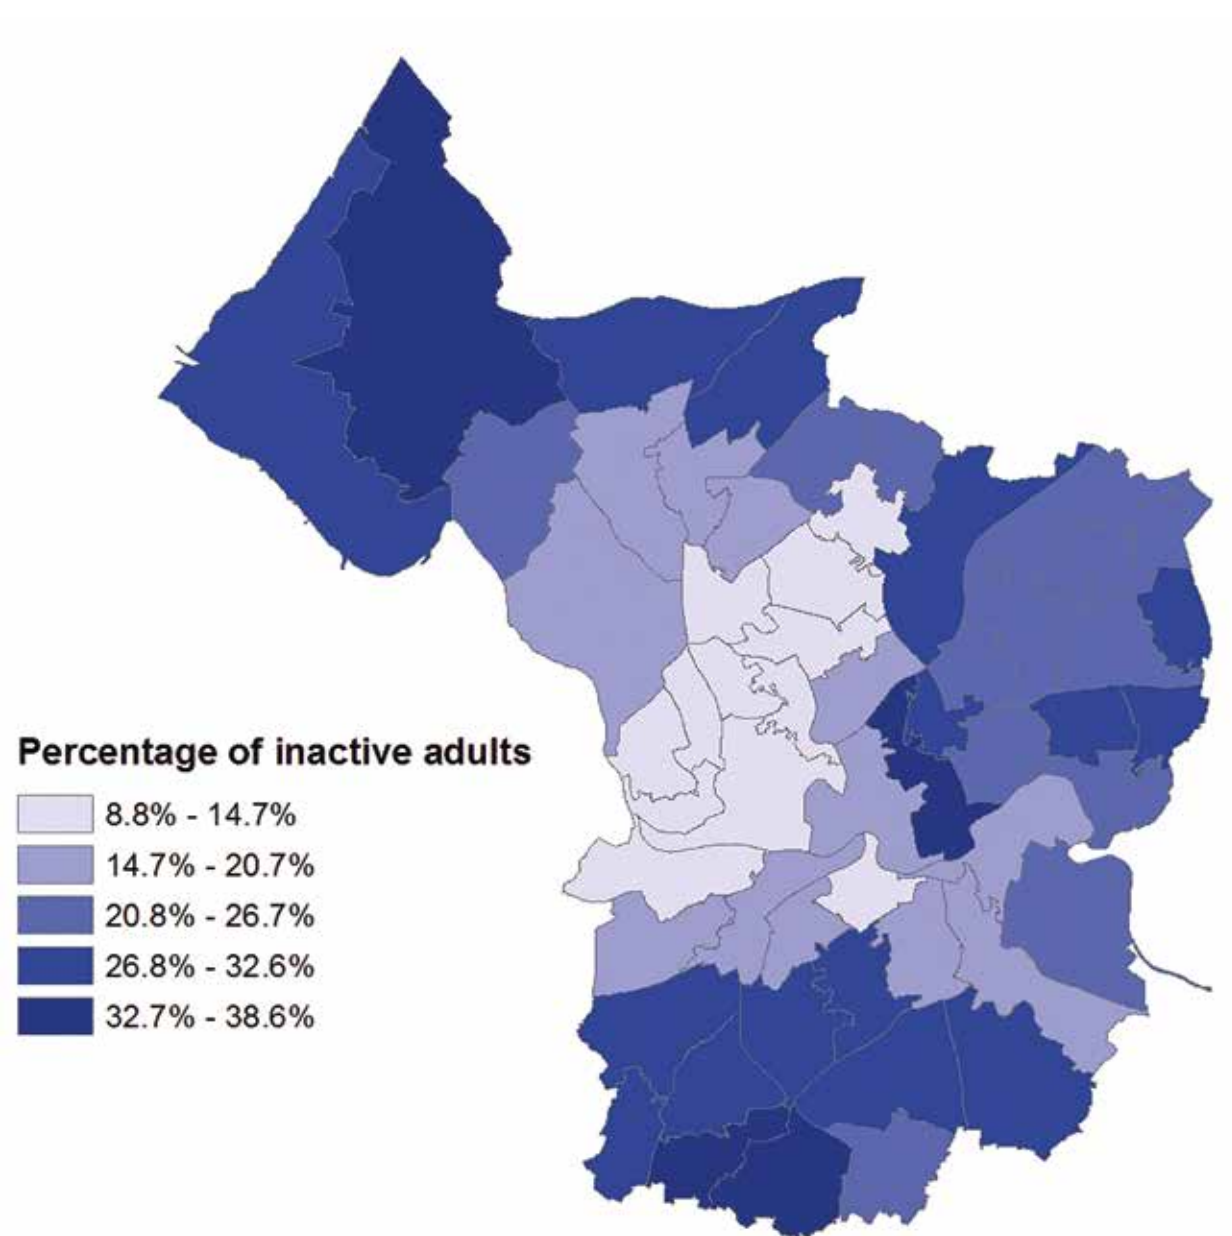 Percentage of inactive adults
8.8% - 14.7%
14.7% - 20.7%
20.8% - 26.7%
26.8% - 32.6%
32.7% - 38.6%